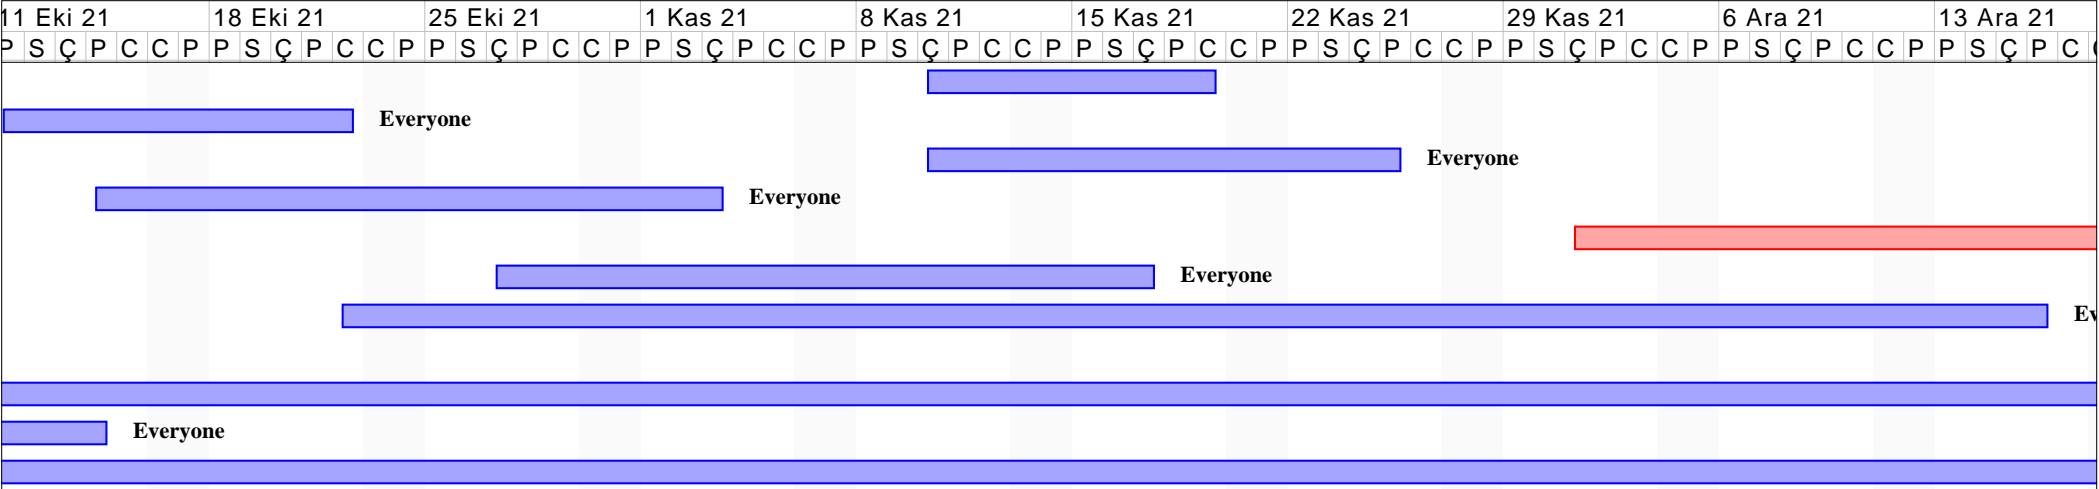 11 Eki 21 18 Eki 21 25 Eki 21 1 Kas 21 8 Kas 21 15 Kas 21 22 Kas 21 29 Kas 21 6 Ara 21 13 Ara 21
P S Ç P C C P P S Ç P C C P P S Ç P C C P P S Ç P C C P P S Ç P C C P P S Ç P C C P P S Ç P C C P P S Ç P C C P P S Ç P C C P P S Ç P C C
Everyone
Everyone
Everyone
Everyone
Ev
Everyone